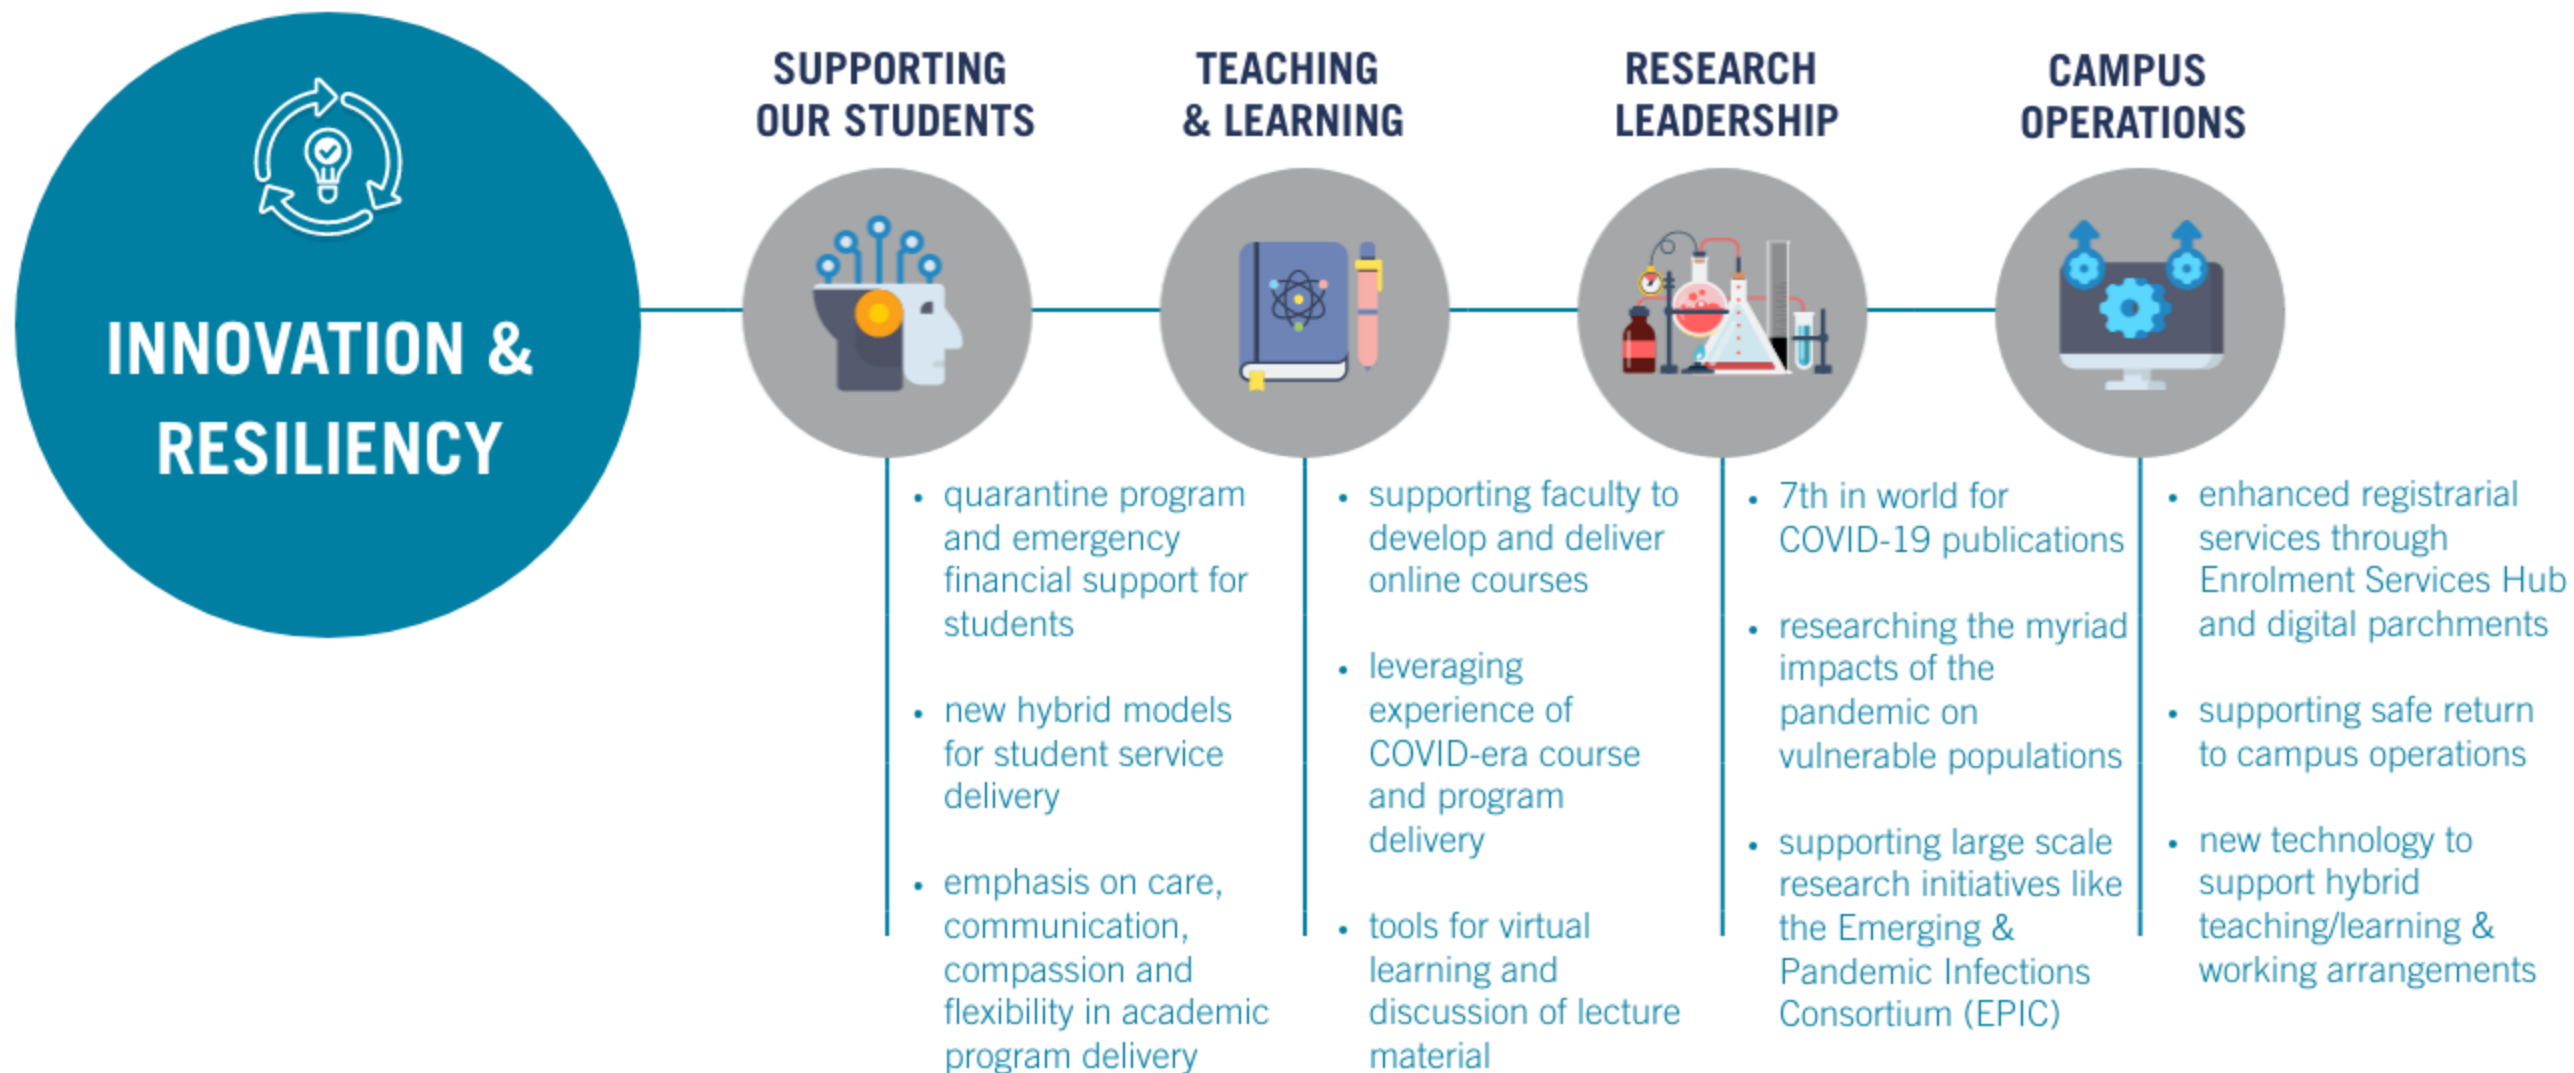 INNOVATION &
RESILIENCY
SUPPORTING
OUR STUDENTS
• quarantine program
and emergency
financial support for
students
• new hybrid models
for student service
delivery
• emphasis on care,
communication,
compassion and
flexibility in academic
program delivery
TEACHING
& LEARNING
• supporting faculty to
develop and deliver
online courses
• leveraging
experience of
COVID-era course
and program
delivery
• tools for virtual
learning and
discussion of lecture
material
RESEARCH
LEADERSHIP
• 7th in world for
COVID-19 publications
• researching the myriad
impacts of the
pandemic on
vulnerable populations
• supporting large scale
research initiatives like
the Emerging &
Pandemic Infections
Consortium (EPIC)
CAMPUS
OPERATIONS
• enhanced registrarial
services through
Enrolment Services Hub
and digital parchments
• supporting safe return
to campus operations
• new technology to
support hybrid
teaching/learning &
working arrangements